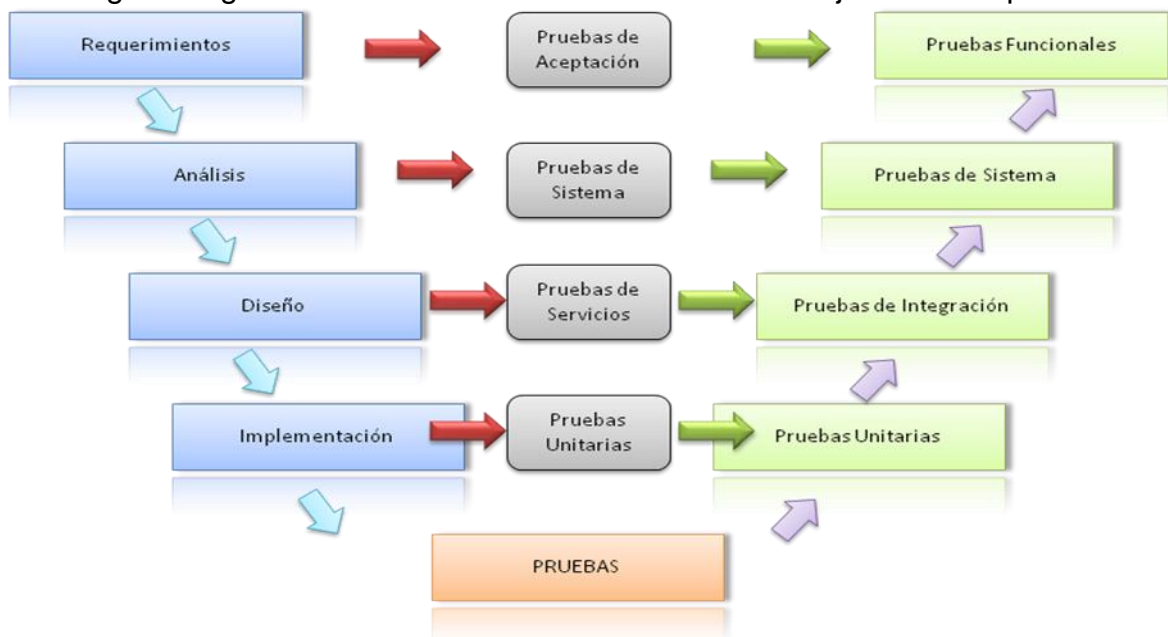 Requerimientos
Pruebas de
Aceptación
Pruebas Funcionales
Análisis
Pruebas de
Sistema
Pruebas de Sistema
Diseño
Pruebas de
Servicios
Pruebas de Integración
Implementación
Pruebas
Unitarias
Pruebas Unitarias
PRUEBAS